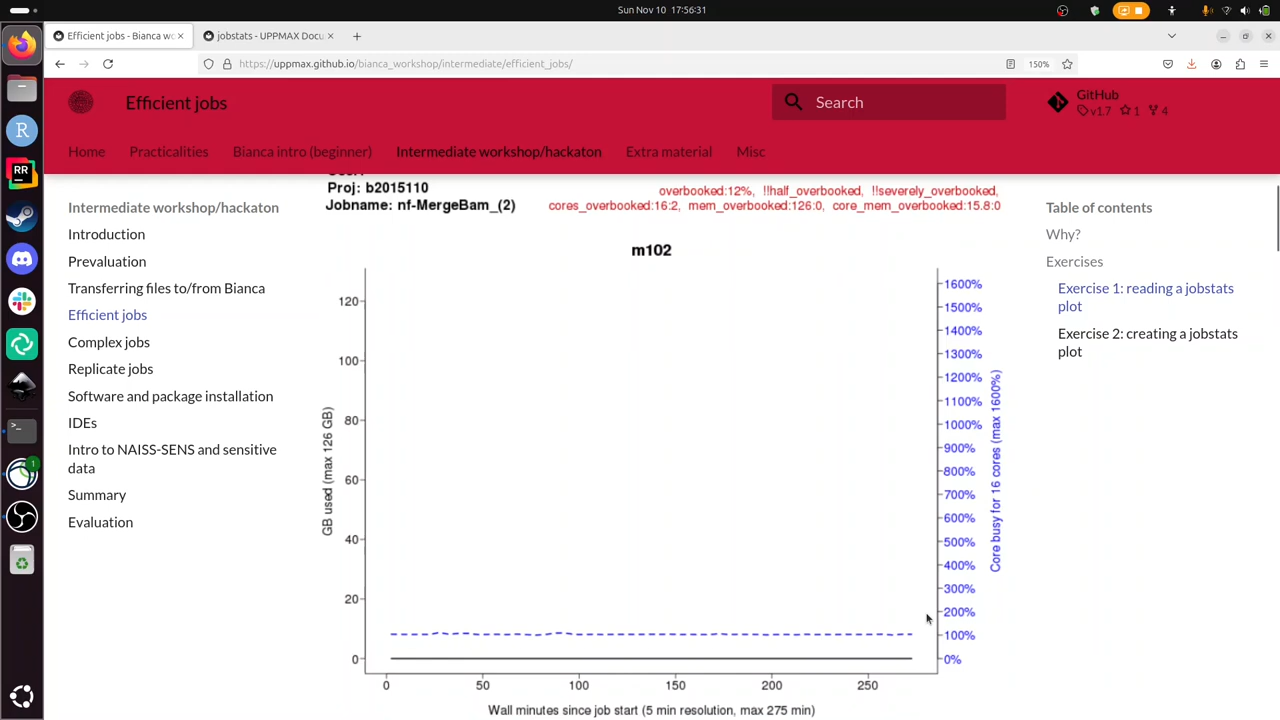 Sun Nov 10  17:56:31
Efficient jobs - Bianca wo
jobstats - UPPMAX Docu
https://uppmax.github.io/bianca_workshop/intermediate/efficient_jobs/
150%
Efficient jobs
Search
GitHub
v1.7 1 4
Home
Practicalities
Bianca intro (beginner)
Intermediate workshop/hackaton
Extra material
Misc
Intermediate workshop/hackaton
Introduction
Prevaluation
Transferring files to/from Bianca
Efficient jobs
Complex jobs
Replicate jobs
Software and package installation
IDEs
Intro to NAISS-SENS and sensitive
data
Summary
Evaluation
Proj: b2015110
Jobname: nf-MergeBam_(2)
overbooked:12%, !!half_overbooked, !!severely_overbooked,
cores_overbooked:16:2, mem_overbooked:126:0, core_mem_overbooked:15.8:0
m102
GB used (max 126 GB)
120
100
80
60
40
20
0
1600%
1500%
1400%
1300%
1200%
1100%
1000%
900%
800%
700%
600%
500%
400%
300%
200%
100%
0%
Core busy for 16 cores (max 1600%)
0 50 100 150 200 250
Wall minutes since job start (5 min resolution, max 275 min)
Table of contents
Why?
Exercises
Exercise 1: reading a jobstats
plot
Exercise 2: creating a jobstats
plot
R
RR
>_
1